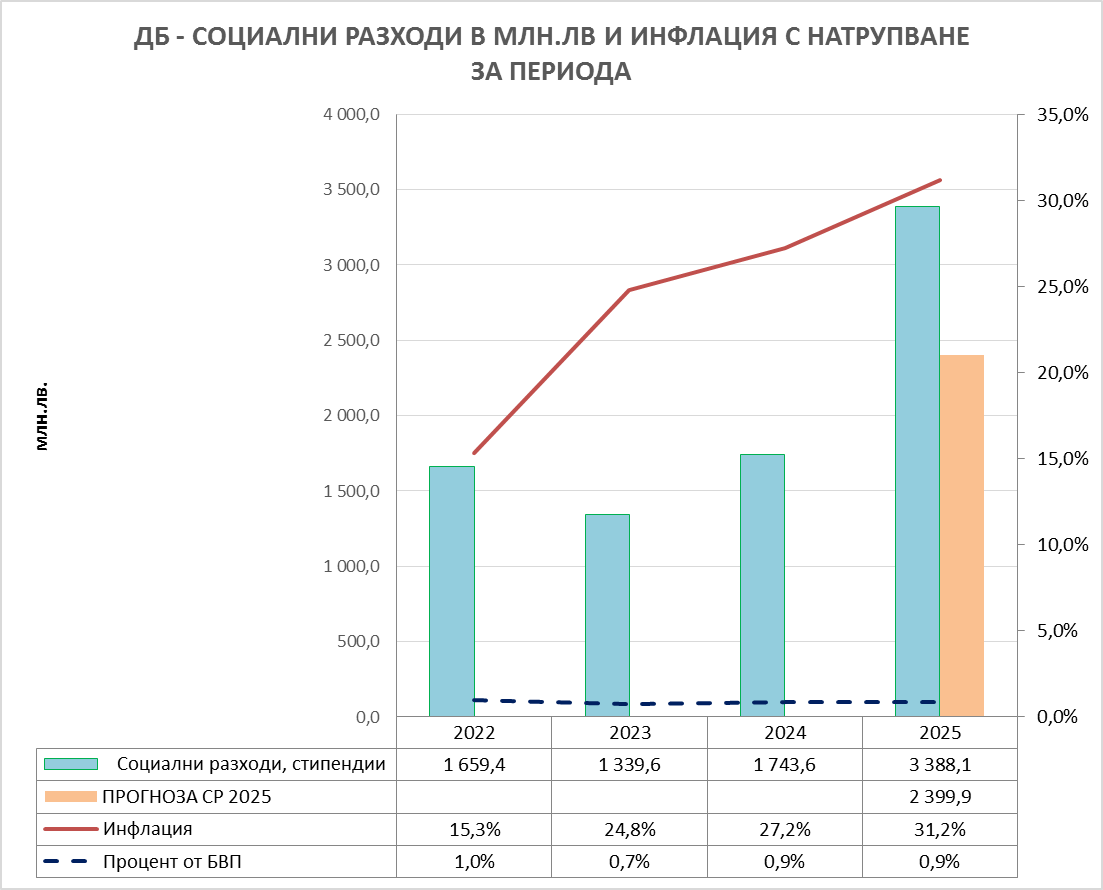 ДБ - СОЦИАЛНИ РАЗХОДИ В МЛН.ЛВ И ИНФЛАЦИЯ С НАТРУПВАНЕ
ЗА ПЕРИОДА
4 000,0
3 500,0
3 000,0
2 500,0
2 000,0
1 500,0
1 000,0
500,0
0,0
млн.лв.
35,0%
30,0%
25,0%
20,0%
15,0%
10,0%
5,0%
0,0%
2022 2023 2024 2025
Социални разходи, стипендии 1 659,4 1 339,6 1 743,6 3 388,1
ПРОГНОЗА СР 2025 2 399,9
Инфлация 15,3% 24,8% 27,2% 31,2%
Процент от БВП 1,0% 0,7% 0,9% 0,9%